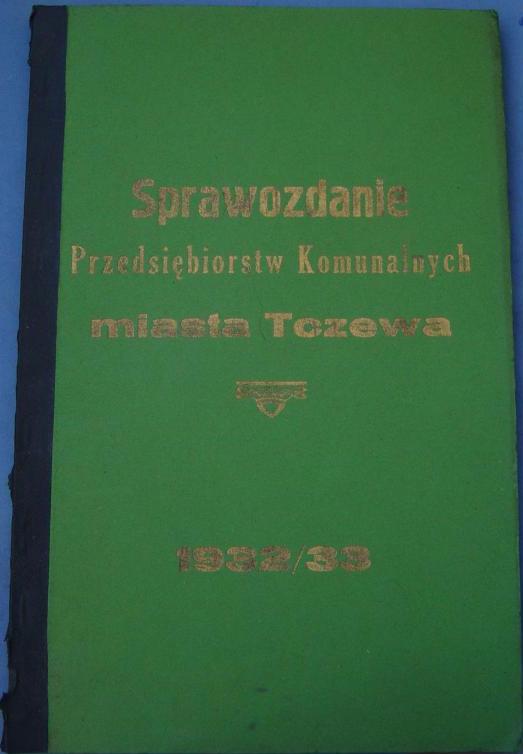 Sprawozdanie
Przedsiębiorstw Komunalnych
miasta Tczewa
1932/33